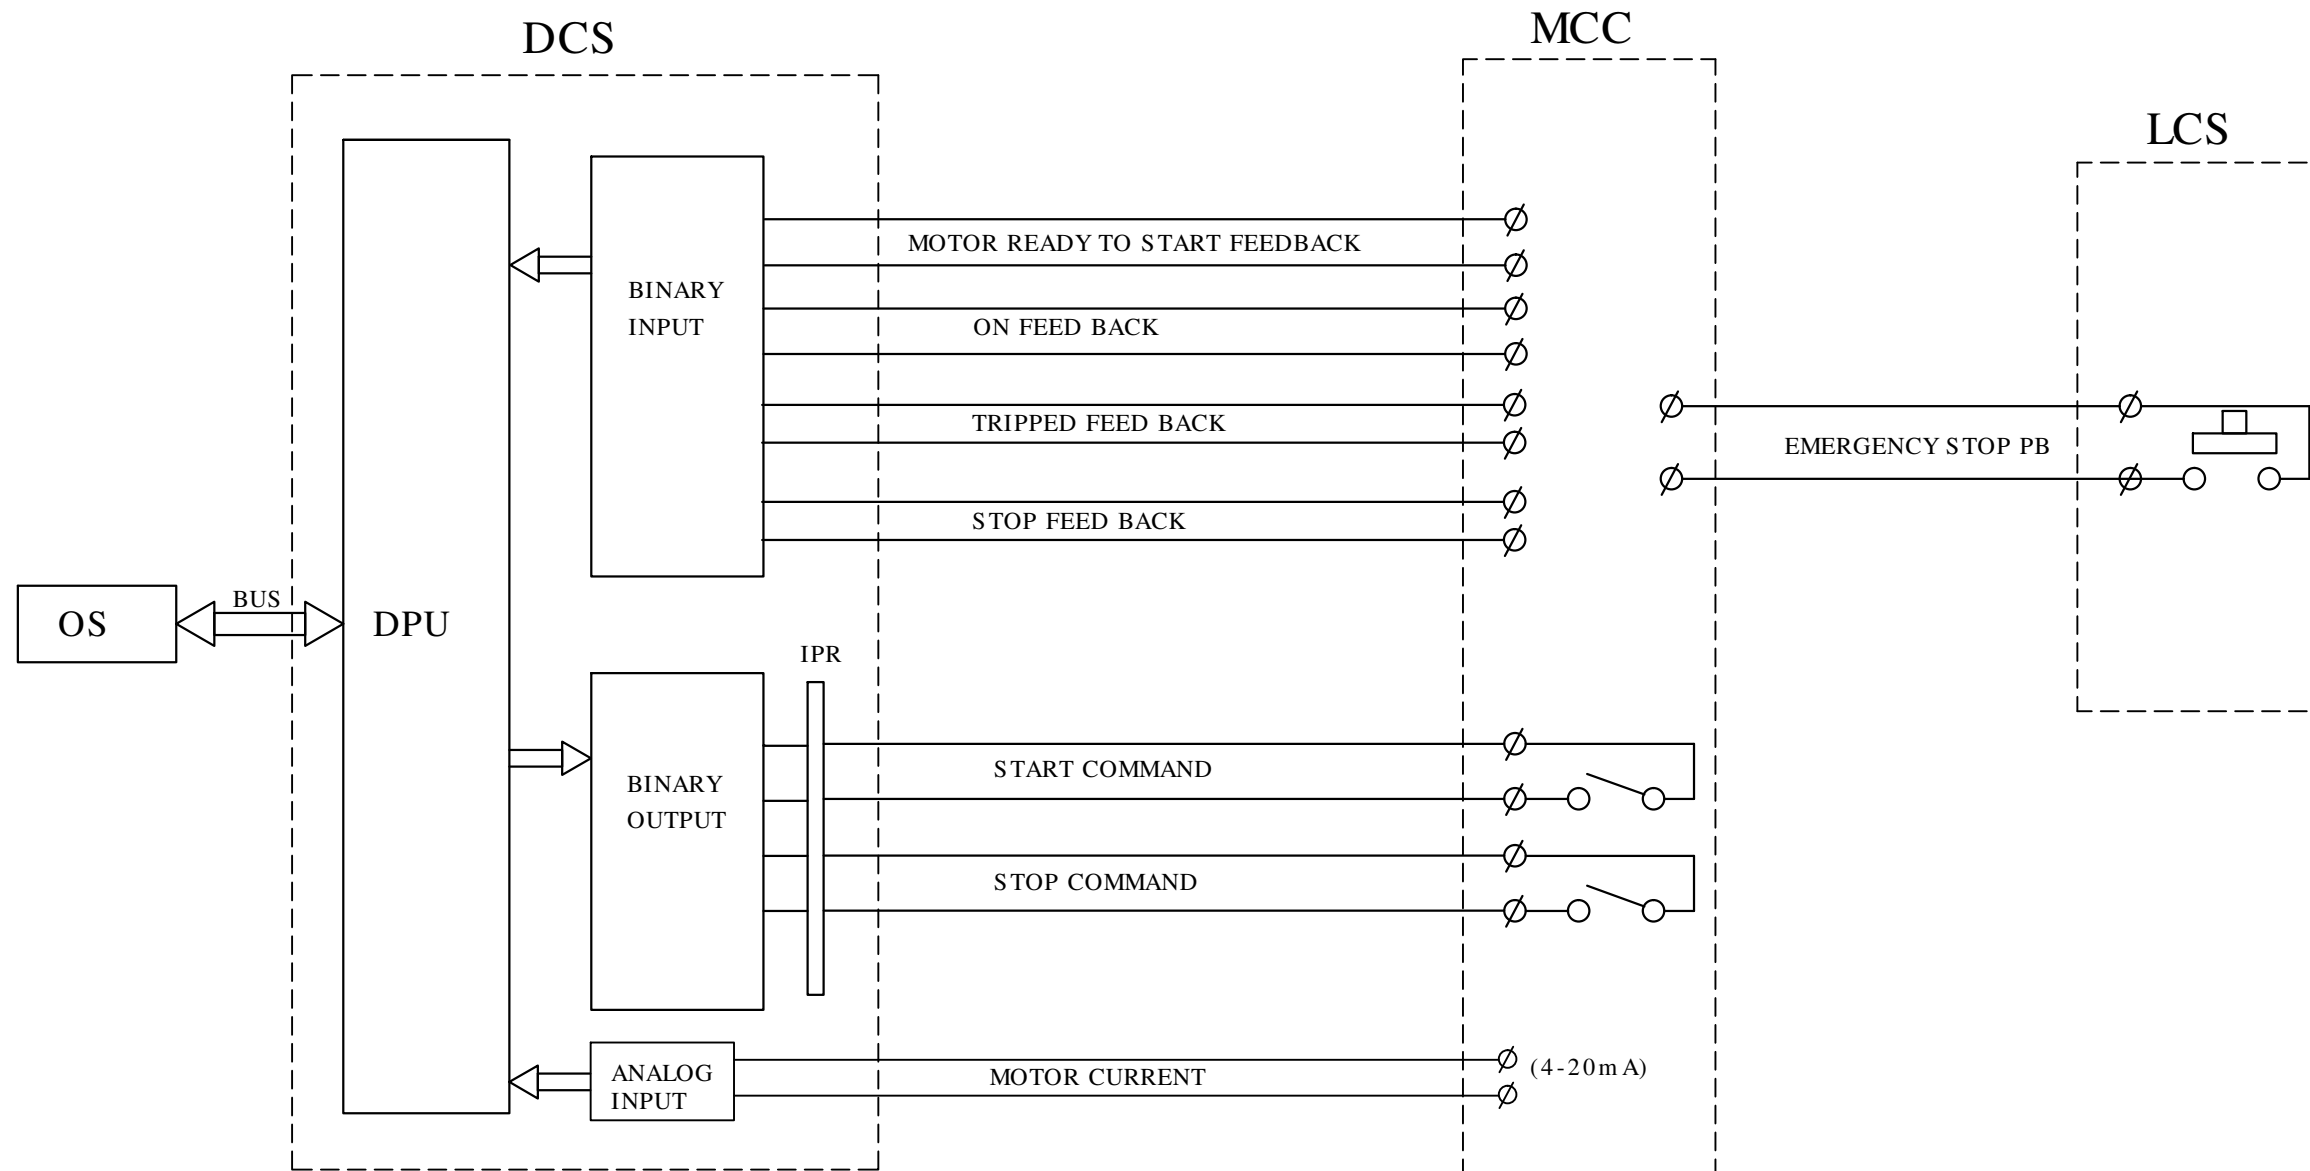 DCS
MCC
LCS
MOTOR READY TO START FEEDBACK
BINARY
INPUT
ON FEED BACK
TRIPPED FEED BACK
EMERGENCY STOP PB
STOP FEED BACK
BUS
OS
DPU
IPR
START COMMAND
BINARY
OUTPUT
STOP COMMAND
ANALOG
INPUT
MOTOR CURRENT
(4-20mA)